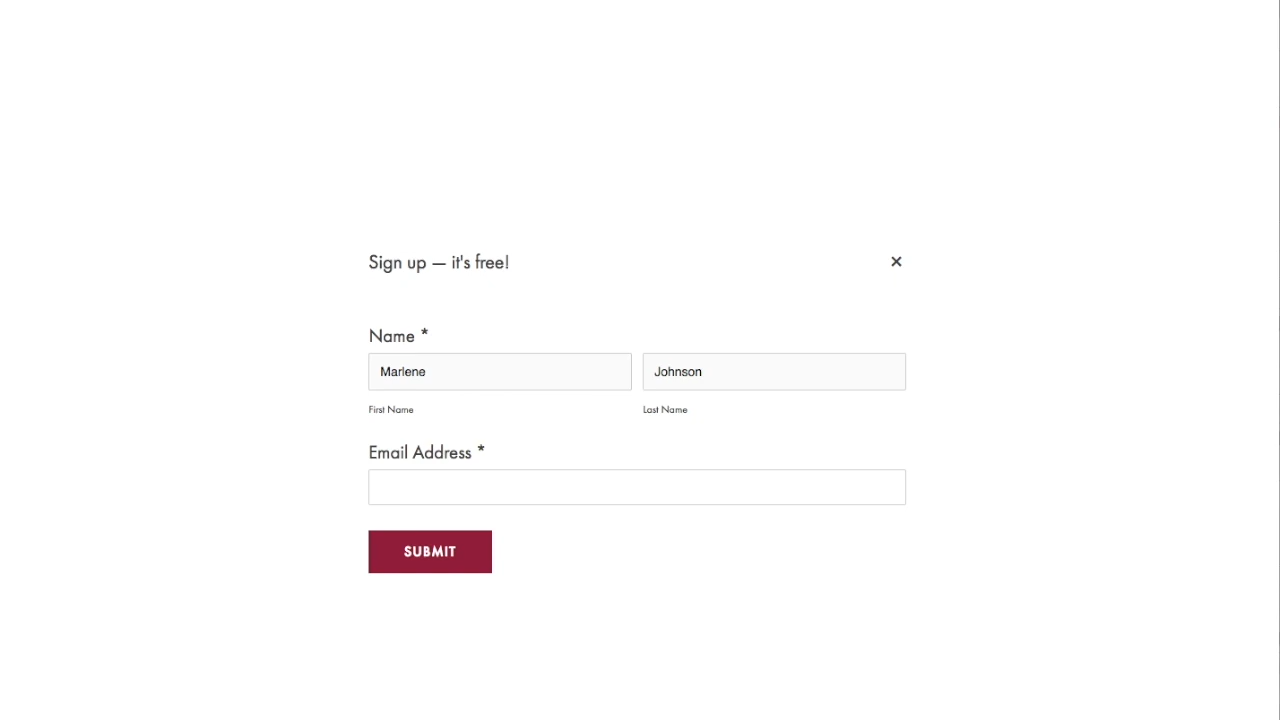 Sign up — it's free!
×
Name *
Marlene Johnson
First Name Last Name
Email Address *
SUBMIT